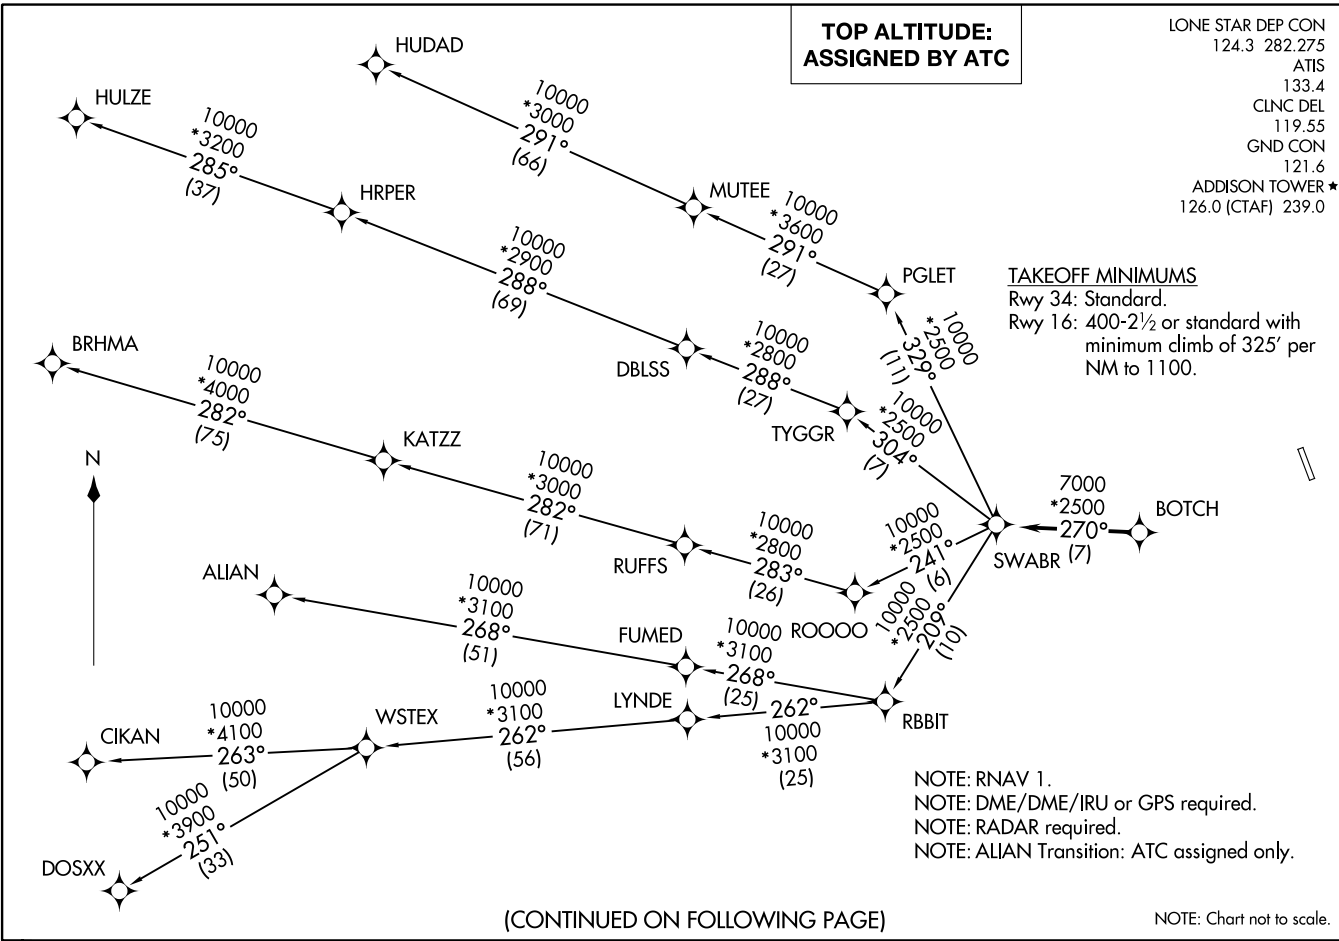 TOP ALTITUDE:
ASSIGNED BY ATC
LONE STAR DEP CON
124.3 282.275
ATIS
133.4
CLNC DEL
119.55
GND CON
121.6
ADDISON TOWER ★
126.0 (CTAF) 239.0
TAKEOFF MINIMUMS
Rwy 34: Standard.
Rwy 16: 400-2½ or standard with
minimum climb of 325' per
NM to 1100.
HUDAD
10000
*3000
291°
(66)
MUTEE
10000
*3600
291°
(27)
PGLET
10000
*2500
329°
(11)
HULZE
10000
*3200
285°
(37)
HRPER
10000
*2900
288°
(69)
DBLSS
10000
*2800
288°
(27)
TYGGR
10000
*2500
304°
(7)
BRHMA
10000
*4000
282°
(75)
KATZZ
10000
*3000
282°
(71)
RUFFS
10000
*2800
283°
(26)
ROOOO
10000
*2500
241°
(6)
SWABR
7000
*2500
270°
(7)
BOTCH
N
ALIAN
10000
*3100
268°
(51)
FUMED
10000
*3100
268°
(25)
10000
*2500
209°
(10)
RBBIT
CIKAN
10000
*4100
263°
(50)
WSTEX
10000
*3100
262°
(56)
LYNDE
262°
10000
*3100
(25)
DOSXX
10000
*3900
251°
(33)
NOTE: RNAV 1.
NOTE: DME/DME/IRU or GPS required.
NOTE: RADAR required.
NOTE: ALIAN Transition: ATC assigned only.
(CONTINUED ON FOLLOWING PAGE)
NOTE: Chart not to scale.